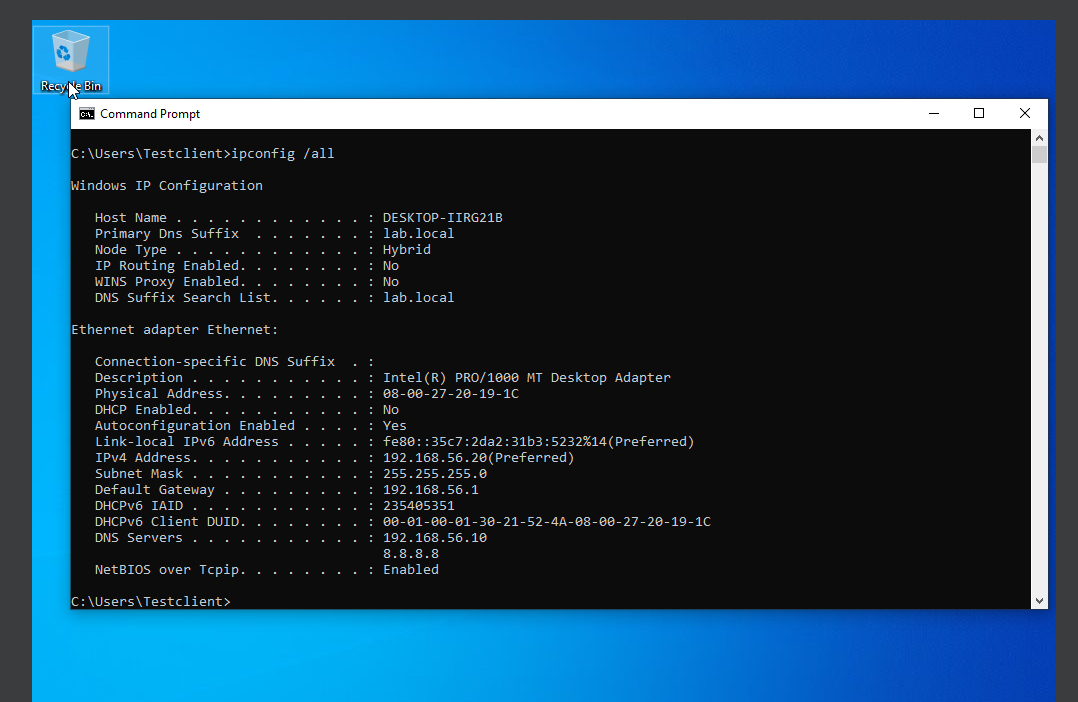 Recycle Bin
Command Prompt
C:\Users\Testclient>ipconfig /all
Windows IP Configuration
   Host Name . . . . . . . . . . . . : DESKTOP-IIRG21B
   Primary Dns Suffix  . . . . . . . : lab.local
   Node Type . . . . . . . . . . . . : Hybrid
   IP Routing Enabled. . . . . . . . : No
   WINS Proxy Enabled. . . . . . . . : No
   DNS Suffix Search List. . . . . . : lab.local
Ethernet adapter Ethernet:
   Connection-specific DNS Suffix  . :
   Description . . . . . . . . . . . : Intel(R) PRO/1000 MT Desktop Adapter
   Physical Address. . . . . . . . . : 08-00-27-20-19-1C
   DHCP Enabled. . . . . . . . . . . : No
   Autoconfiguration Enabled . . . . : Yes
   Link-local IPv6 Address . . . . . : fe80::35c7:2da2:31b3:5232%14(Preferred)
   IPv4 Address. . . . . . . . . . . : 192.168.56.20(Preferred)
   Subnet Mask . . . . . . . . . . . : 255.255.255.0
   Default Gateway . . . . . . . . . : 192.168.56.1
   DHCPv6 IAID . . . . . . . . . . . : 235405351
   DHCPv6 Client DUID. . . . . . . . : 00-01-00-01-30-21-52-4A-08-00-27-20-19-1C
   DNS Servers . . . . . . . . . . . : 192.168.56.10
                                       8.8.8.8
   NetBIOS over Tcpip. . . . . . . . : Enabled
C:\Users\Testclient>